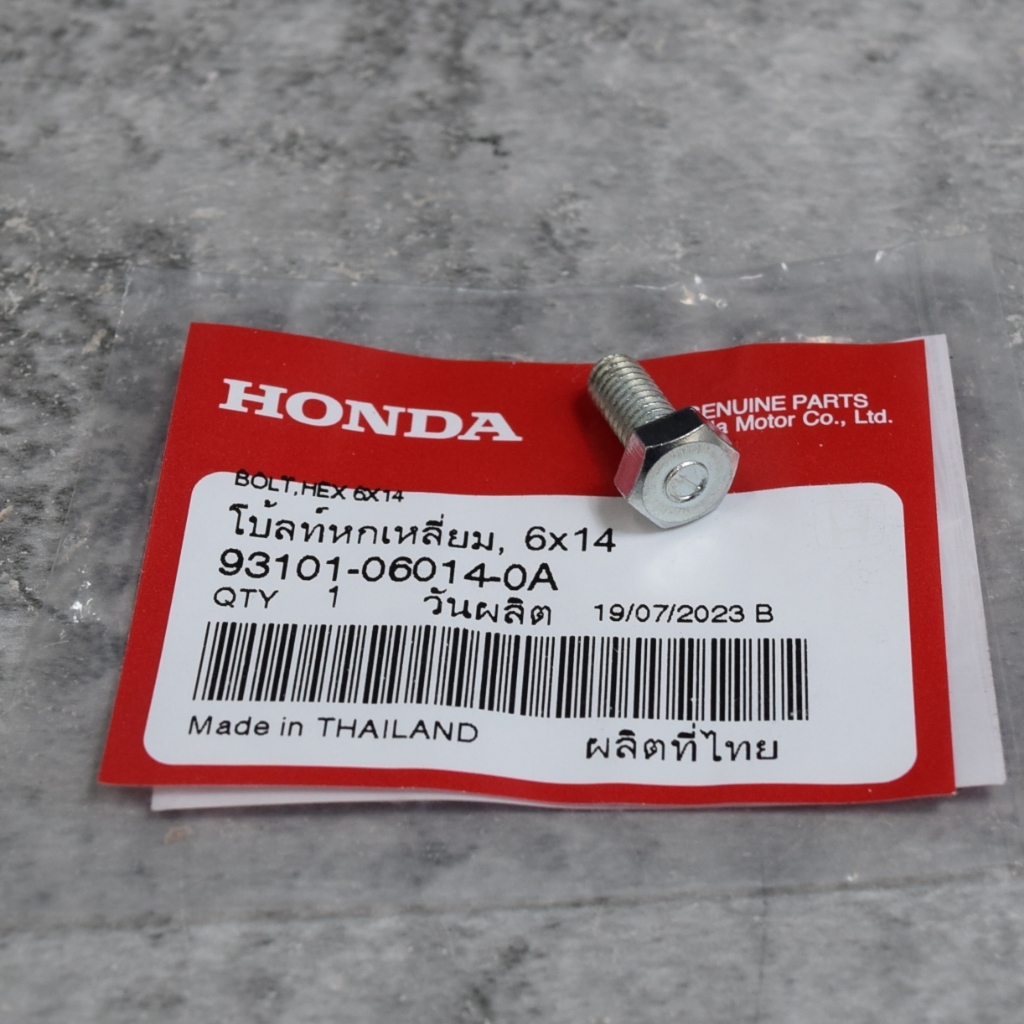 HONDA
GENUINE PARTS
Motor Co., Ltd.
BOLT,HEX 6X14
โบ้ลท์หกเหลี่ยม, 6x14
93101-06014-0A
QTY 1 วันผลิต 19/07/2023 B
Made in THAILAND ผลิตที่ไทย